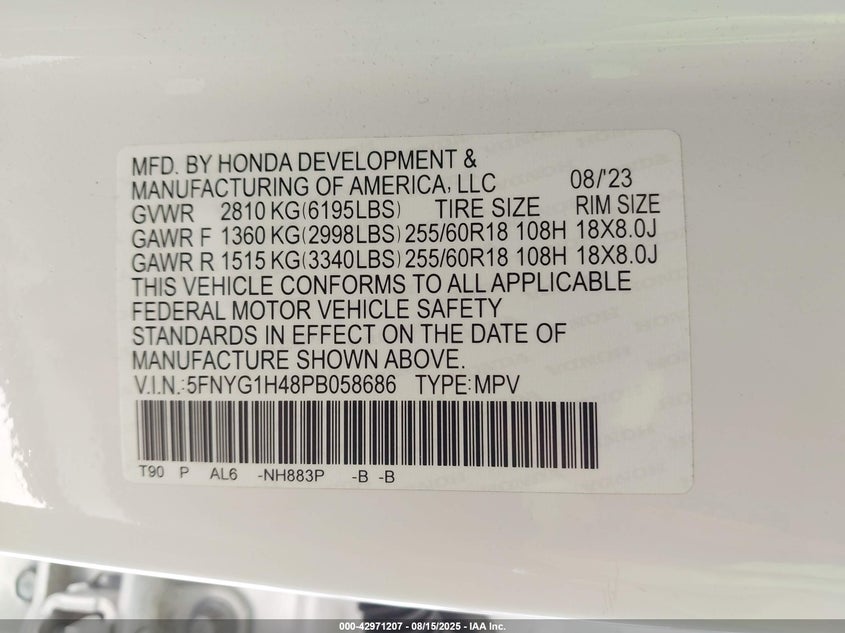 MFD. BY HONDA DEVELOPMENT &
MANUFACTURING OF AMERICA, LLC 08/'23
GVWR 2810 KG(6195LBS) TIRE SIZE RIM SIZE
GAWR F 1360 KG(2998LBS) 255/60R18 108H 18X8.0J
GAWR R 1515 KG(3340LBS) 255/60R18 108H 18X8.0J
THIS VEHICLE CONFORMS TO ALL APPLICABLE
FEDERAL MOTOR VEHICLE SAFETY
STANDARDS IN EFFECT ON THE DATE OF
MANUFACTURE SHOWN ABOVE.
V.I.N.:5FNYG1H48PB058686 TYPE:MPV
T90 P AL6 -NH883P -B -B
000-42971207 - 08/15/2025 - IAA Inc.